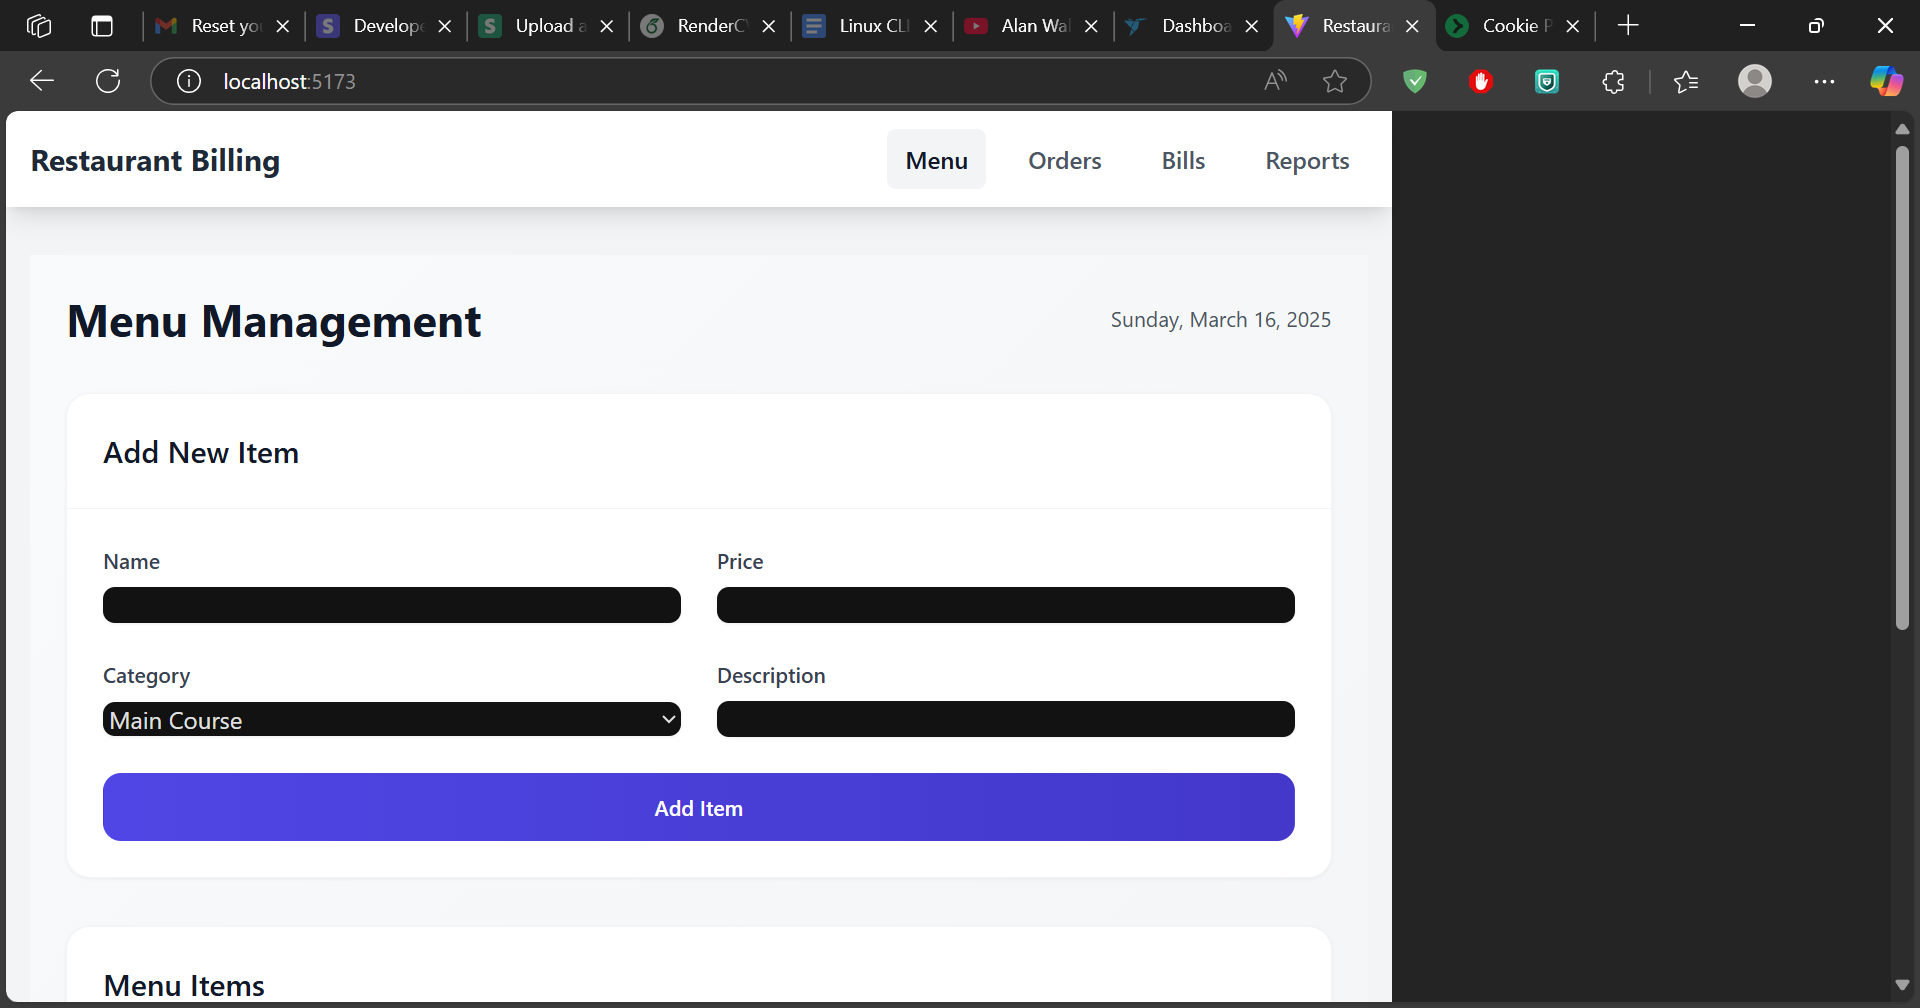 Reset yo
Develope
Upload a
RenderC
Linux CLI
Alan Wal
Dashboa
Restaura
Cookie P
localhost:5173
Restaurant Billing
Menu
Orders
Bills
Reports
Menu Management
Sunday, March 16, 2025
Add New Item
Name
Price
Category
Description
Main Course
Add Item
Menu Items